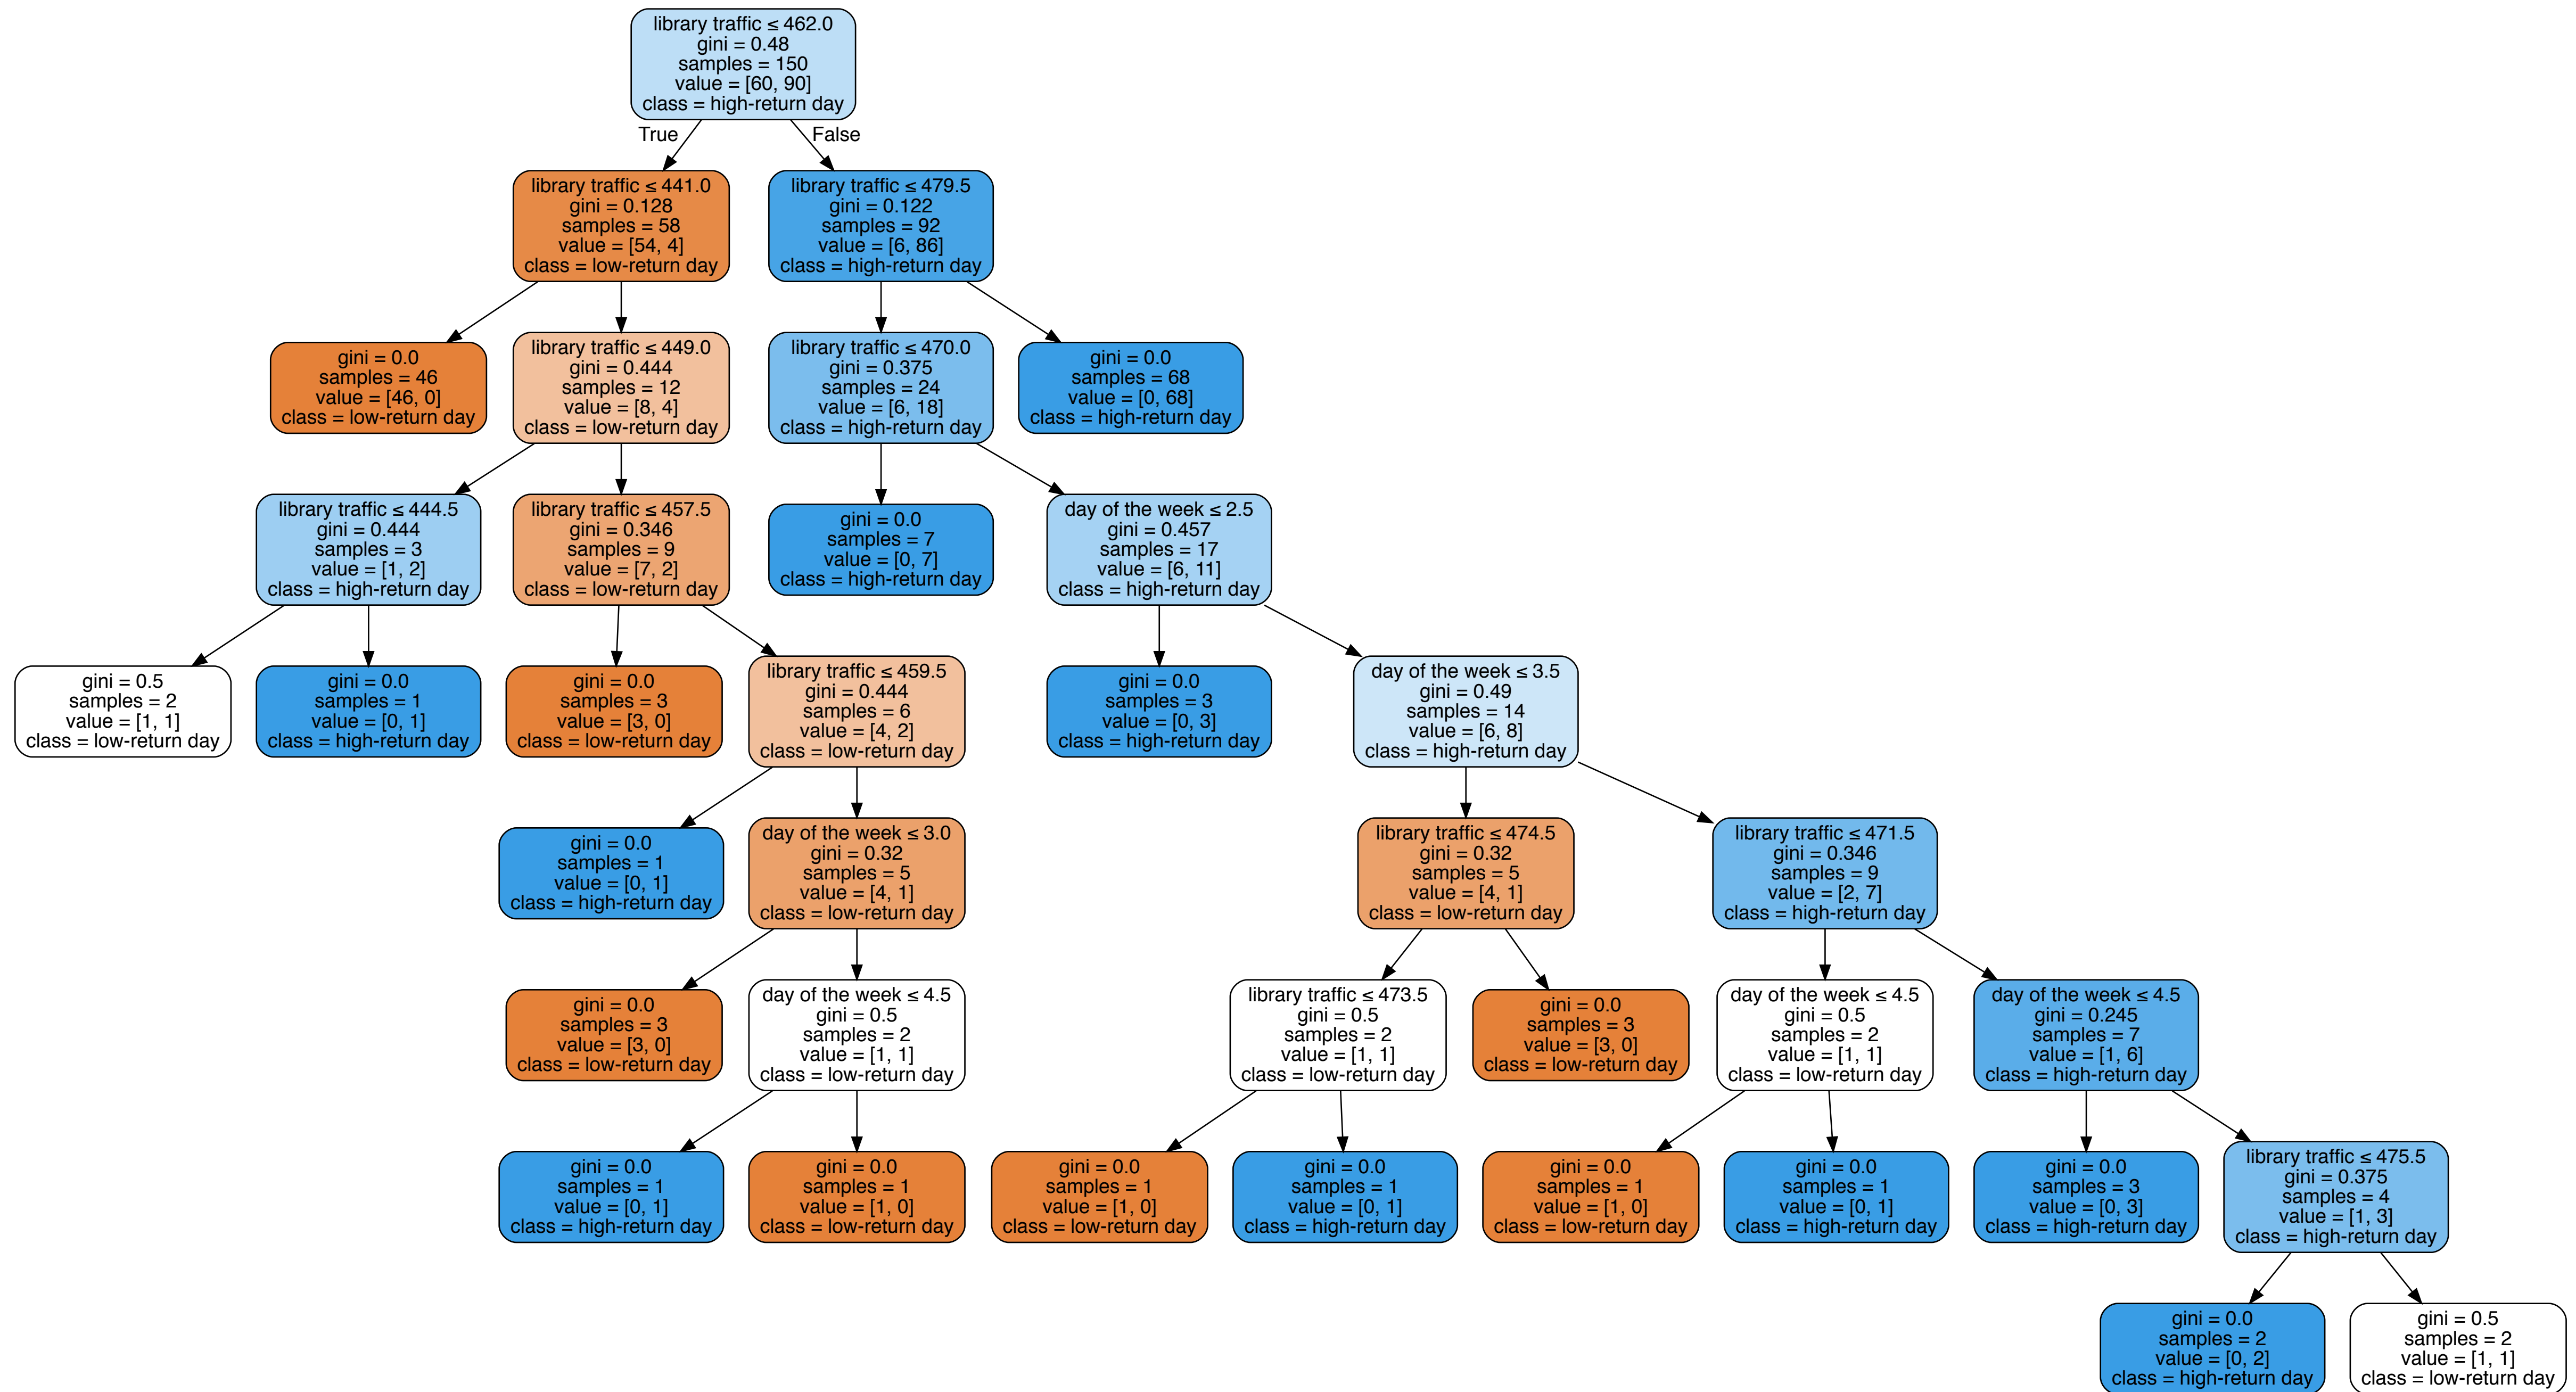 library traffic ≤ 462.0
gini = 0.48
samples = 150
value = [60, 90]
class = high-return day
True
False
library traffic ≤ 441.0
gini = 0.128
samples = 58
value = [54, 4]
class = low-return day
library traffic ≤ 479.5
gini = 0.122
samples = 92
value = [6, 86]
class = high-return day
gini = 0.0
samples = 46
value = [46, 0]
class = low-return day
library traffic ≤ 449.0
gini = 0.444
samples = 12
value = [8, 4]
class = low-return day
library traffic ≤ 470.0
gini = 0.375
samples = 24
value = [6, 18]
class = high-return day
gini = 0.0
samples = 68
value = [0, 68]
class = high-return day
library traffic ≤ 444.5
gini = 0.444
samples = 3
value = [1, 2]
class = high-return day
library traffic ≤ 457.5
gini = 0.346
samples = 9
value = [7, 2]
class = low-return day
gini = 0.0
samples = 7
value = [0, 7]
class = high-return day
day of the week ≤ 2.5
gini = 0.457
samples = 17
value = [6, 11]
class = high-return day
gini = 0.5
samples = 2
value = [1, 1]
class = low-return day
gini = 0.0
samples = 1
value = [0, 1]
class = high-return day
gini = 0.0
samples = 3
value = [3, 0]
class = low-return day
library traffic ≤ 459.5
gini = 0.444
samples = 6
value = [4, 2]
class = low-return day
gini = 0.0
samples = 3
value = [0, 3]
class = high-return day
day of the week ≤ 3.5
gini = 0.49
samples = 14
value = [6, 8]
class = high-return day
gini = 0.0
samples = 1
value = [0, 1]
class = high-return day
day of the week ≤ 3.0
gini = 0.32
samples = 5
value = [4, 1]
class = low-return day
library traffic ≤ 474.5
gini = 0.32
samples = 5
value = [4, 1]
class = low-return day
library traffic ≤ 471.5
gini = 0.346
samples = 9
value = [2, 7]
class = high-return day
gini = 0.0
samples = 3
value = [3, 0]
class = low-return day
day of the week ≤ 4.5
gini = 0.5
samples = 2
value = [1, 1]
class = low-return day
library traffic ≤ 473.5
gini = 0.5
samples = 2
value = [1, 1]
class = low-return day
gini = 0.0
samples = 3
value = [3, 0]
class = low-return day
day of the week ≤ 4.5
gini = 0.5
samples = 2
value = [1, 1]
class = low-return day
day of the week ≤ 4.5
gini = 0.245
samples = 7
value = [1, 6]
class = high-return day
gini = 0.0
samples = 1
value = [0, 1]
class = high-return day
gini = 0.0
samples = 1
value = [1, 0]
class = low-return day
gini = 0.0
samples = 1
value = [1, 0]
class = low-return day
gini = 0.0
samples = 1
value = [0, 1]
class = high-return day
gini = 0.0
samples = 1
value = [1, 0]
class = low-return day
gini = 0.0
samples = 1
value = [0, 1]
class = high-return day
gini = 0.0
samples = 3
value = [0, 3]
class = high-return day
library traffic ≤ 475.5
gini = 0.375
samples = 4
value = [1, 3]
class = high-return day
gini = 0.0
samples = 2
value = [0, 2]
class = high-return day
gini = 0.5
samples = 2
value = [1, 1]
class = low-return day